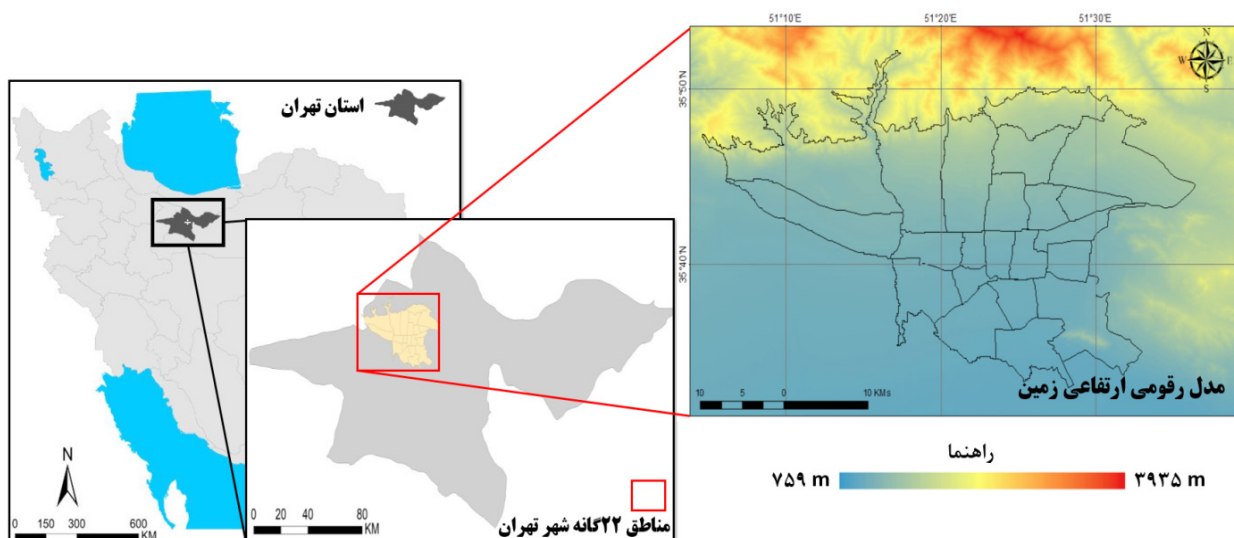 استان تهران
N
0 150 300 600
KM
0 20 40 80
KM
مناطق ۲۲گانه شهر تهران
51°10'E 51°20'E 51°30'E
35°50'N
35°40'N
N
W E
S
10 5 0 10 KMs
مدل رقومی ارتفاعی زمین
راهنما
۷۵۹ m ۳۹۳۵ m